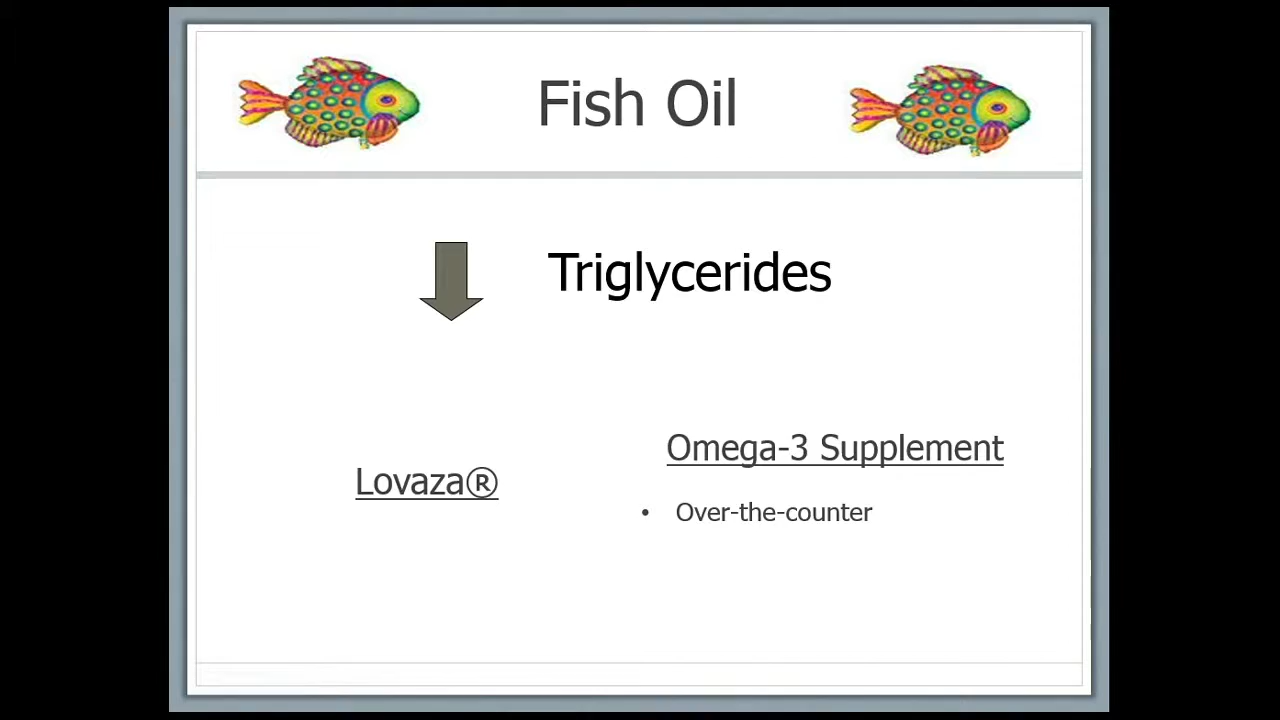 Fish Oil
Triglycerides
Lovaza®
Omega-3 Supplement
• Over-the-counter